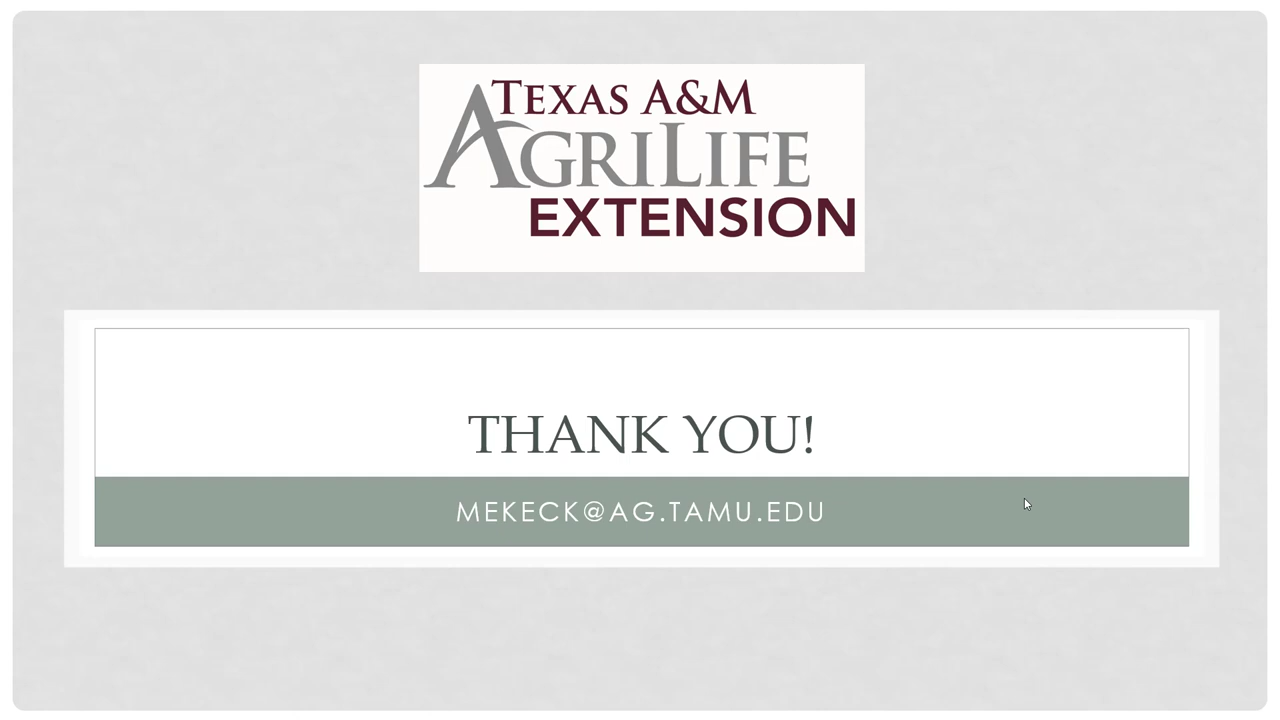 TEXAS A&M
AGRILIFE
EXTENSION
THANK YOU!
MEKECK@AG.TAMU.EDU